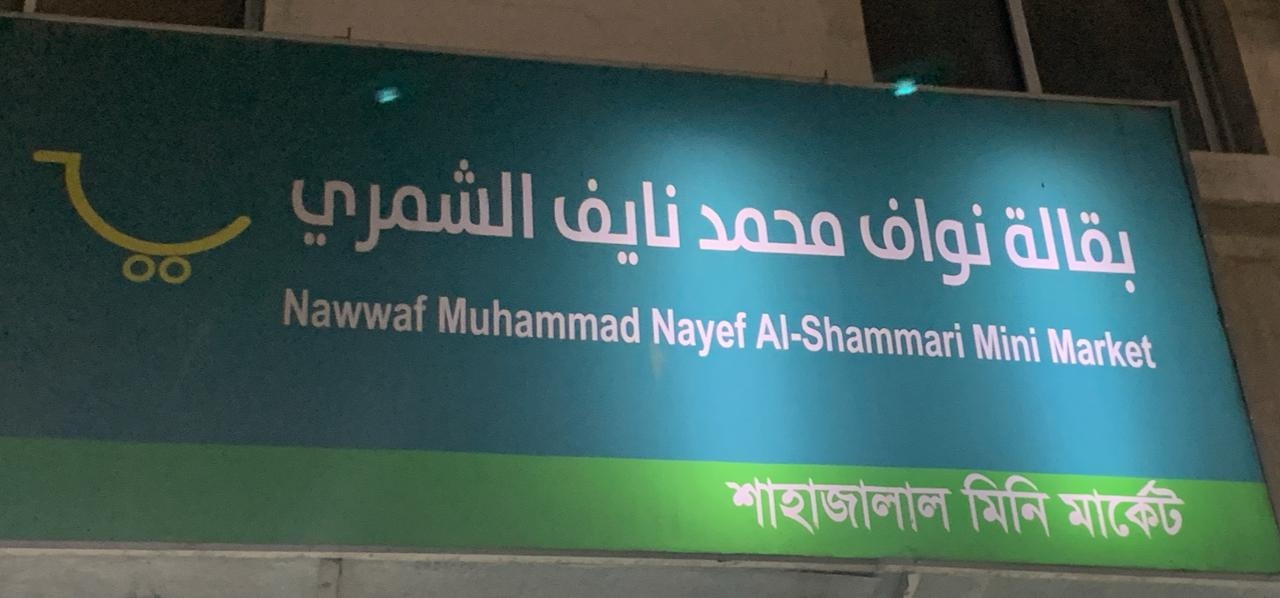 بقالة نواف محمد نايف الشمري
Nawwaf Muhammad Nayef Al-Shammari Mini Market
শাহাজালাল মিনি মার্কেট